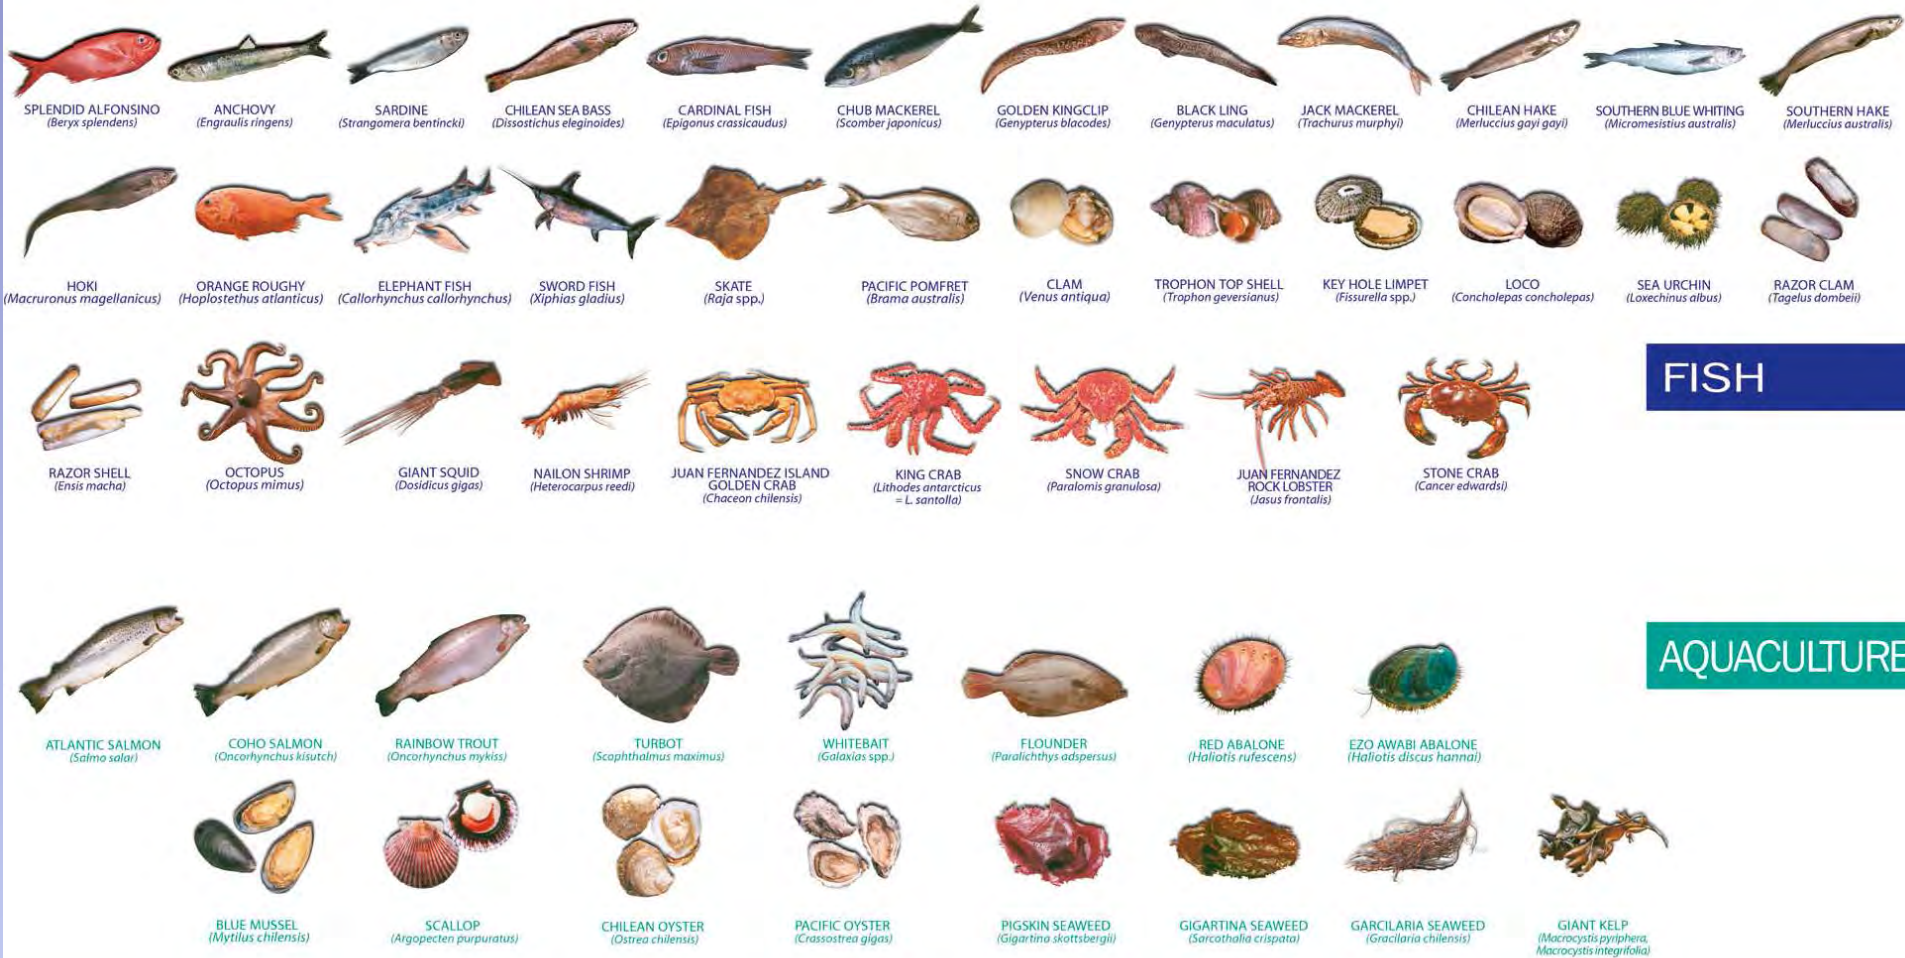 SPLENDID ALFONSINO
(Beryx splendens)
ANCHOVY
(Engraulis ringens)
SARDINE
(Strangomera bentincki)
CHILEAN SEA BASS
(Dissostichus eleginoides)
CARDINAL FISH
(Epigonus crassicaudus)
CHUB MACKEREL
(Scomber japonicus)
GOLDEN KINGCLIP
(Genypterus blacodes)
BLACK LING
(Genypterus maculatus)
JACK MACKEREL
(Trachurus murphyi)
CHILEAN HAKE
(Merluccius gayi gayi)
SOUTHERN BLUE WHITING
(Micromesistius australis)
SOUTHERN HAKE
(Merluccius australis)
HOKI
(Macruronus magellanicus)
ORANGE ROUGHY
(Hoplostethus atlanticus)
ELEPHANT FISH
(Callorhynchus callorhynchus)
SWORD FISH
(Xiphias gladius)
SKATE
(Raja spp.)
PACIFIC POMFRET
(Brama australis)
CLAM
(Venus antiqua)
TROPHON TOP SHELL
(Trophon geversianus)
KEY HOLE LIMPET
(Fissurella spp.)
LOCO
(Concholepas concholepas)
SEA URCHIN
(Loxechinus albus)
RAZOR CLAM
(Tagelus dombeii)
FISH
RAZOR SHELL
(Ensis macha)
OCTOPUS
(Octopus mimus)
GIANT SQUID
(Dosidicus gigas)
NAILON SHRIMP
(Heterocarpus reedi)
JUAN FERNANDEZ ISLAND
GOLDEN CRAB
(Chaceon chilensis)
KING CRAB
(Lithodes antarcticus
= L. santolla)
SNOW CRAB
(Paralomis granulosa)
JUAN FERNANDEZ
ROCK LOBSTER
(Jasus frontalis)
STONE CRAB
(Cancer edwardsi)
AQUACULTURE
ATLANTIC SALMON
(Salmo salar)
COHO SALMON
(Oncorhynchus kisutch)
RAINBOW TROUT
(Oncorhynchus mykiss)
TURBOT
(Scophthalmus maximus)
WHITEBAIT
(Galaxias spp.)
FLOUNDER
(Paralichthys adspersus)
RED ABALONE
(Haliotis rufescens)
EZO AWABI ABALONE
(Haliotis discus hannai)
BLUE MUSSEL
(Mytilus chilensis)
SCALLOP
(Argopecten purpuratus)
CHILEAN OYSTER
(Ostrea chilensis)
PACIFIC OYSTER
(Crassostrea gigas)
PIGSKIN SEAWEED
(Gigartina skottsbergii)
GIGARTINA SEAWEED
(Sarcothalia crispata)
GARCILARIA SEAWEED
(Gracilaria chilensis)
GIANT KELP
(Macrocystis pyriphera,
Macrocystis integrifolia)